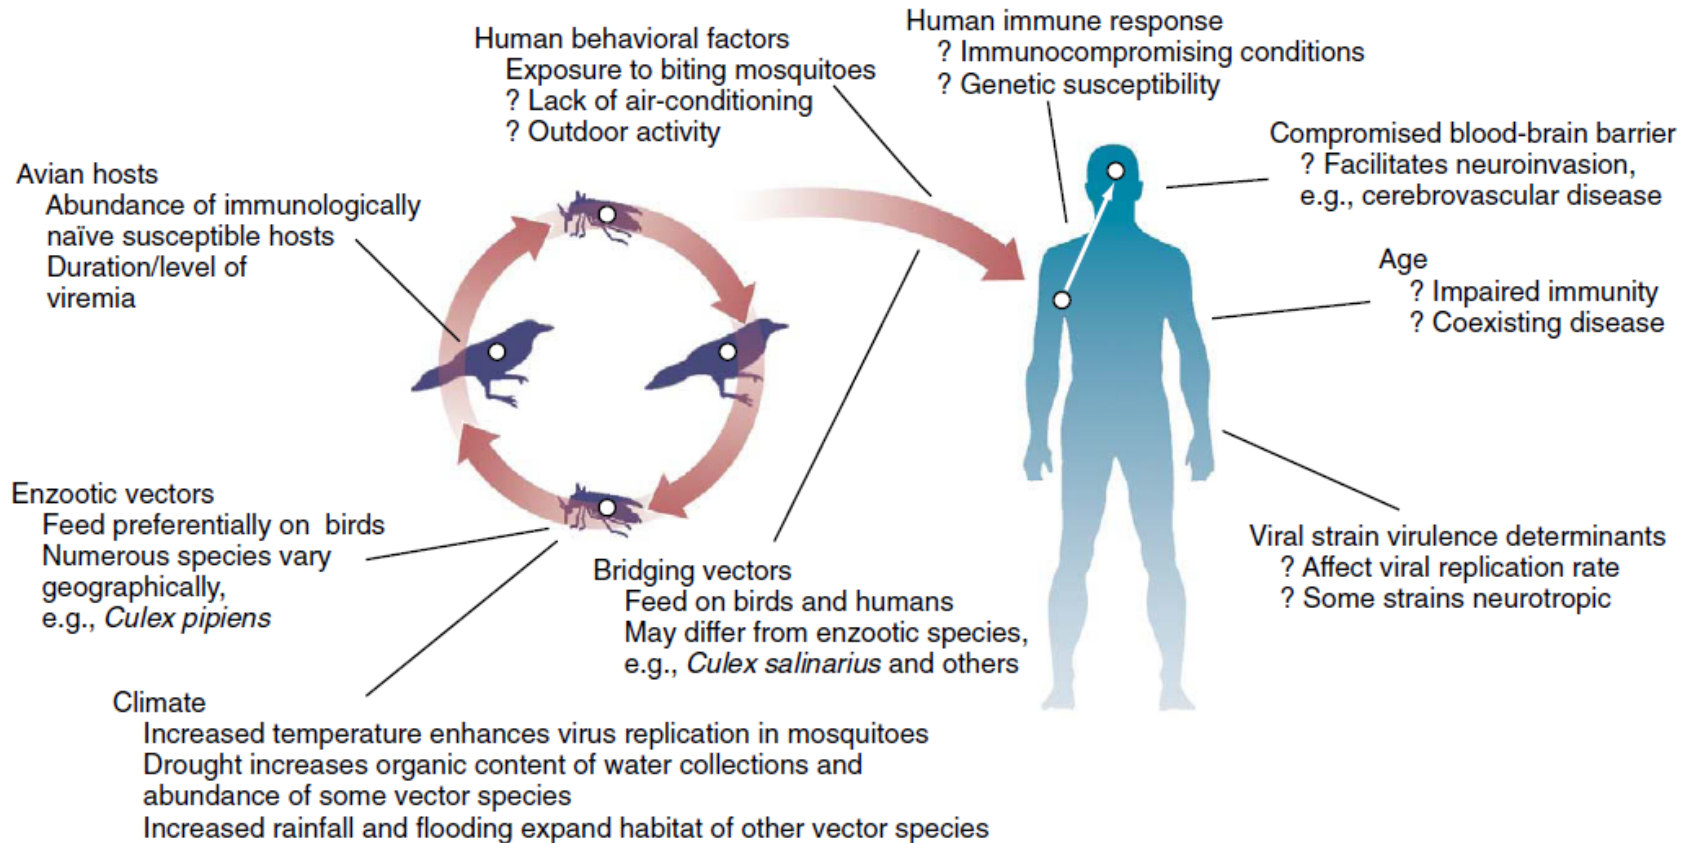 Human behavioral factors
Exposure to biting mosquitoes
? Lack of air-conditioning
? Outdoor activity
Human immune response
? Immunocompromising conditions
? Genetic susceptibility
Compromised blood-brain barrier
? Facilitates neuroinvasion,
e.g., cerebrovascular disease
Avian hosts
Abundance of immunologically
naïve susceptible hosts
Duration/level of
viremia
Age
? Impaired immunity
? Coexisting disease
Enzootic vectors
Feed preferentially on birds
Numerous species vary
geographically,
e.g., Culex pipiens
Bridging vectors
Feed on birds and humans
May differ from enzootic species,
e.g., Culex salinarius and others
Viral strain virulence determinants
? Affect viral replication rate
? Some strains neurotropic
Climate
Increased temperature enhances virus replication in mosquitoes
Drought increases organic content of water collections and
abundance of some vector species
Increased rainfall and flooding expand habitat of other vector species